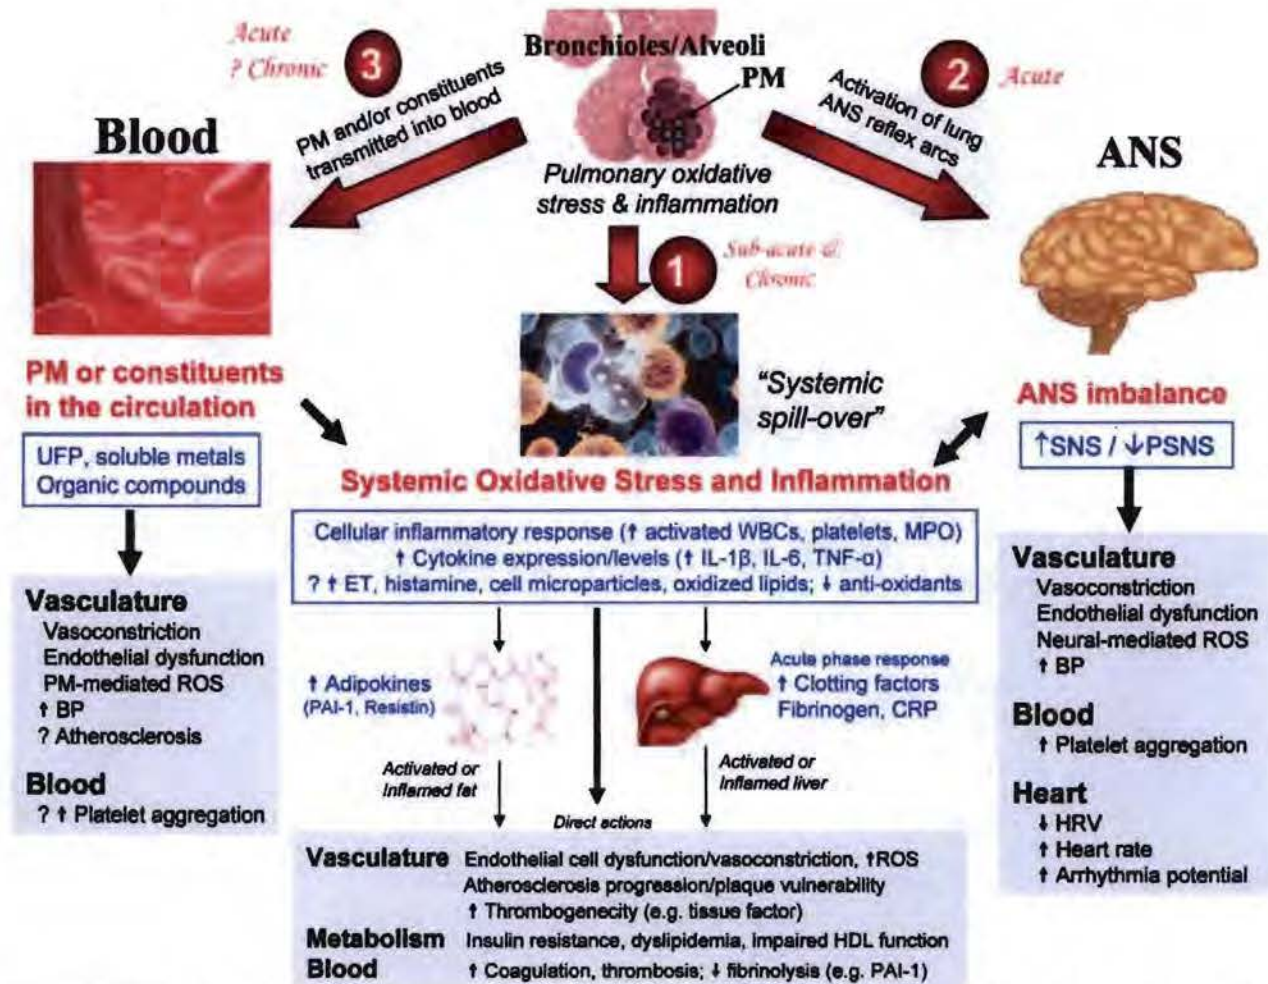 Acute
? Chronic
3
PM and/or constituents
transmitted into blood
Bronchioles/Alveoli
PM
Pulmonary oxidative
stress & inflammation
2
Acute
Activation of lung
ANS reflex arcs
Blood
ANS
1
Sub-acute &
Chronic
"Systemic
spill-over"
PM or constituents
in the circulation
UFP, soluble metals
Organic compounds
Vasculature
Vasoconstriction
Endothelial dysfunction
PM-mediated ROS
↑ BP
? Atherosclerosis
Blood
? ↑ Platelet aggregation
Systemic Oxidative Stress and Inflammation
Cellular inflammatory response (↑ activated WBCs, platelets, MPO)
↑ Cytokine expression/levels (↑ IL-1β, IL-6, TNF-α)
? ↑ ET, histamine, cell microparticles, oxidized lipids; ↓ anti-oxidants
↑ Adipokines
(PAI-1, Resistin)
Acute phase response
↑ Clotting factors
Fibrinogen, CRP
Activated or
Inflamed fat
Direct actions
Activated or
Inflamed liver
Vasculature Endothelial cell dysfunction/vasoconstriction, ↑ROS
Atherosclerosis progression/plaque vulnerability
↑ Thrombogenecity (e.g. tissue factor)
Metabolism Insulin resistance, dyslipidemia, impaired HDL function
Blood ↑ Coagulation, thrombosis; ↓ fibrinolysis (e.g. PAI-1)
ANS imbalance
↑SNS / ↓PSNS
Vasculature
Vasoconstriction
Endothelial dysfunction
Neural-mediated ROS
↑ BP
Blood
↑ Platelet aggregation
Heart
↓ HRV
↑ Heart rate
↑ Arrhythmia potential